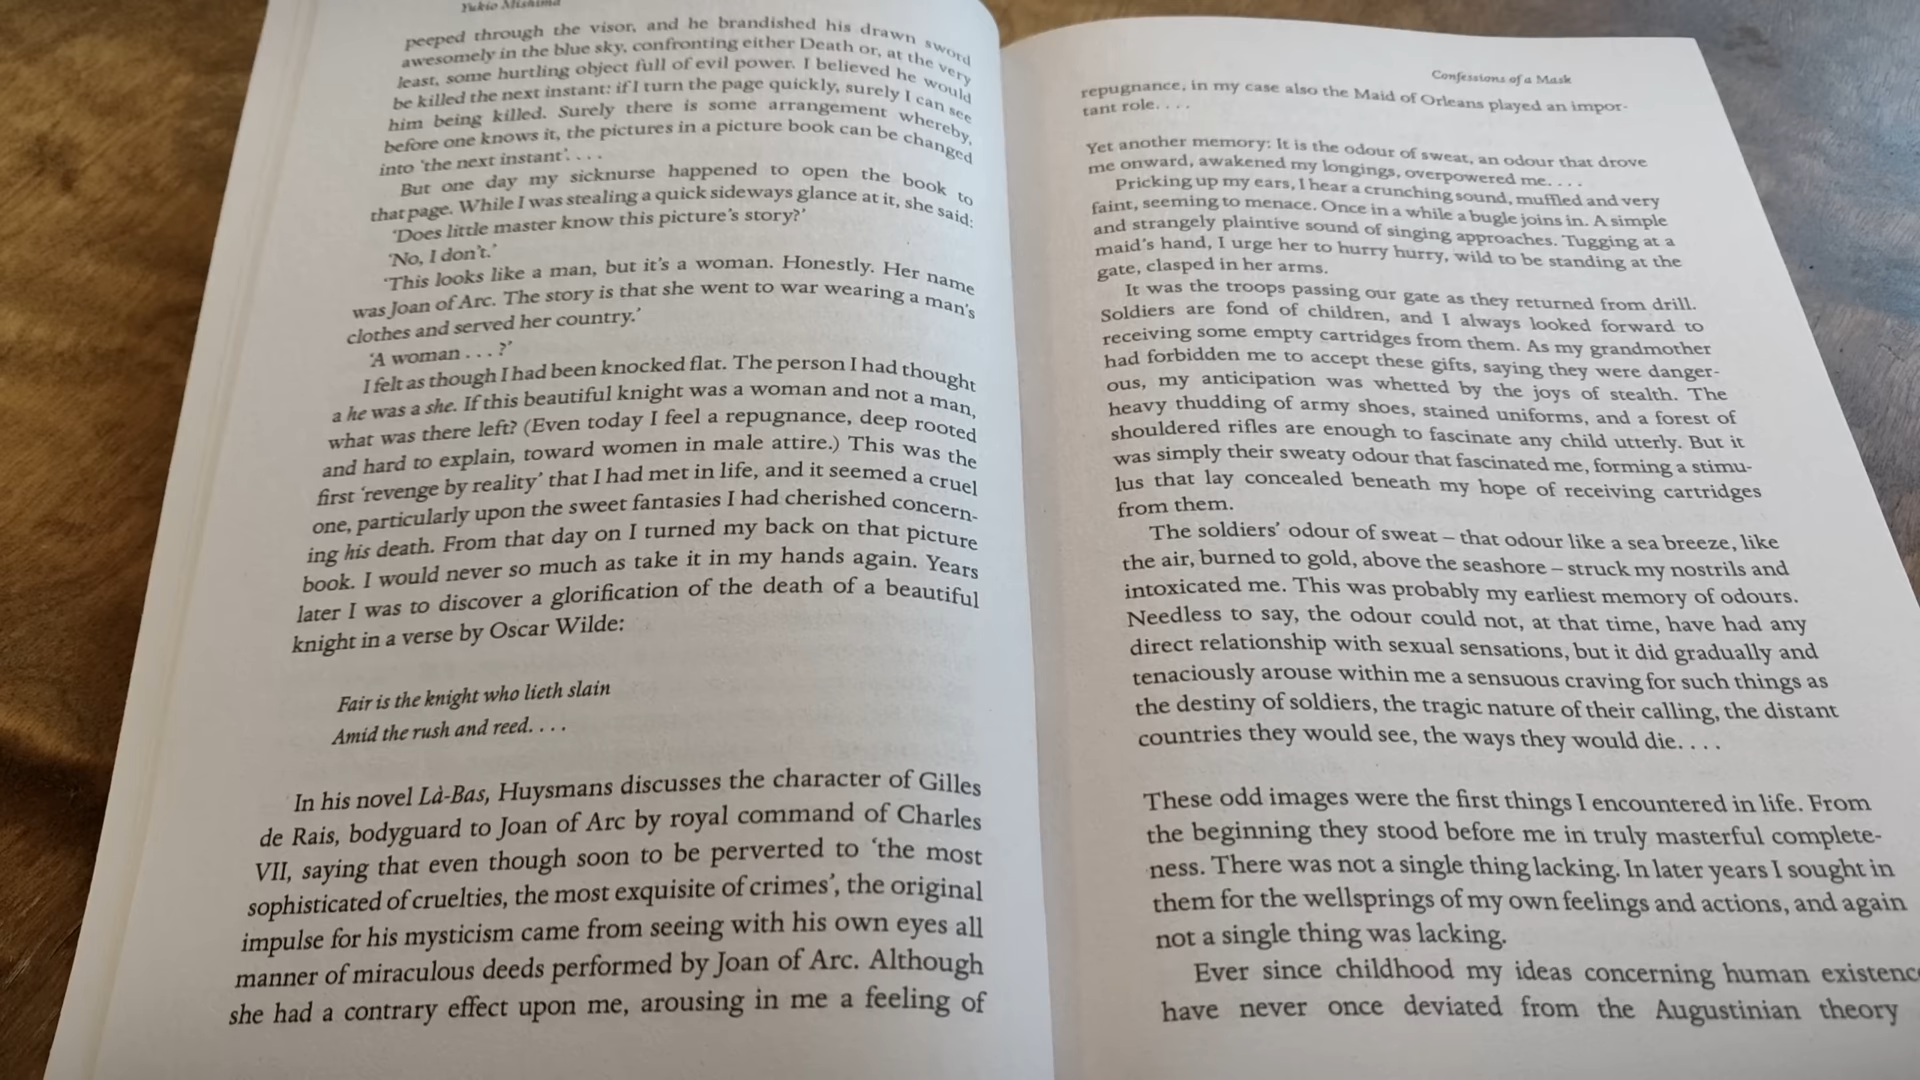 Yukio Mishima
peeped through the visor, and he brandished his drawn sword
awesomely in the blue sky, confronting either Death or, at the very
least, some hurtling object full of evil power. I believed he would
be killed the next instant: if I turn the page quickly, surely I can see
him being killed. Surely there is some arrangement whereby,
before one knows it, the pictures in a picture book can be changed
into ‘the next instant’. . . .
But one day my sicknurse happened to open the book to
that page. While I was stealing a quick sideways glance at it, she said:
‘Does little master know this picture’s story?’
‘No, I don’t.’
‘This looks like a man, but it’s a woman. Honestly. Her name
was Joan of Arc. The story is that she went to war wearing a man’s
clothes and served her country.’
‘A woman . . . ?’
I felt as though I had been knocked flat. The person I had thought
a he was a she. If this beautiful knight was a woman and not a man,
what was there left? (Even today I feel a repugnance, deep rooted
and hard to explain, toward women in male attire.) This was the
first ‘revenge by reality’ that I had met in life, and it seemed a cruel
one, particularly upon the sweet fantasies I had cherished concern-
ing his death. From that day on I turned my back on that picture
book. I would never so much as take it in my hands again. Years
later I was to discover a glorification of the death of a beautiful
knight in a verse by Oscar Wilde:
Fair is the knight who lieth slain
Amid the rush and reed. . . .
In his novel Là-Bas, Huysmans discusses the character of Gilles
de Rais, bodyguard to Joan of Arc by royal command of Charles
VII, saying that even though soon to be perverted to ‘the most
sophisticated of cruelties, the most exquisite of crimes’, the original
impulse for his mysticism came from seeing with his own eyes all
manner of miraculous deeds performed by Joan of Arc. Although
she had a contrary effect upon me, arousing in me a feeling of
Confessions of a Mask
repugnance, in my case also the Maid of Orleans played an impor-
tant role. . . .
Yet another memory: It is the odour of sweat, an odour that drove
me onward, awakened my longings, overpowered me. . . .
Pricking up my ears, I hear a crunching sound, muffled and very
faint, seeming to menace. Once in a while a bugle joins in. A simple
and strangely plaintive sound of singing approaches. Tugging at a
maid’s hand, I urge her to hurry hurry, wild to be standing at the
gate, clasped in her arms.
It was the troops passing our gate as they returned from drill.
Soldiers are fond of children, and I always looked forward to
receiving some empty cartridges from them. As my grandmother
had forbidden me to accept these gifts, saying they were danger-
ous, my anticipation was whetted by the joys of stealth. The
heavy thudding of army shoes, stained uniforms, and a forest of
shouldered rifles are enough to fascinate any child utterly. But it
was simply their sweaty odour that fascinated me, forming a stimu-
lus that lay concealed beneath my hope of receiving cartridges
from them.
The soldiers’ odour of sweat – that odour like a sea breeze, like
the air, burned to gold, above the seashore – struck my nostrils and
intoxicated me. This was probably my earliest memory of odours.
Needless to say, the odour could not, at that time, have had any
direct relationship with sexual sensations, but it did gradually and
tenaciously arouse within me a sensuous craving for such things as
the destiny of soldiers, the tragic nature of their calling, the distant
countries they would see, the ways they would die. . . .
These odd images were the first things I encountered in life. From
the beginning they stood before me in truly masterful complete-
ness. There was not a single thing lacking. In later years I sought in
them for the wellsprings of my own feelings and actions, and again
not a single thing was lacking.
Ever since childhood my ideas concerning human existence
have never once deviated from the Augustinian theory